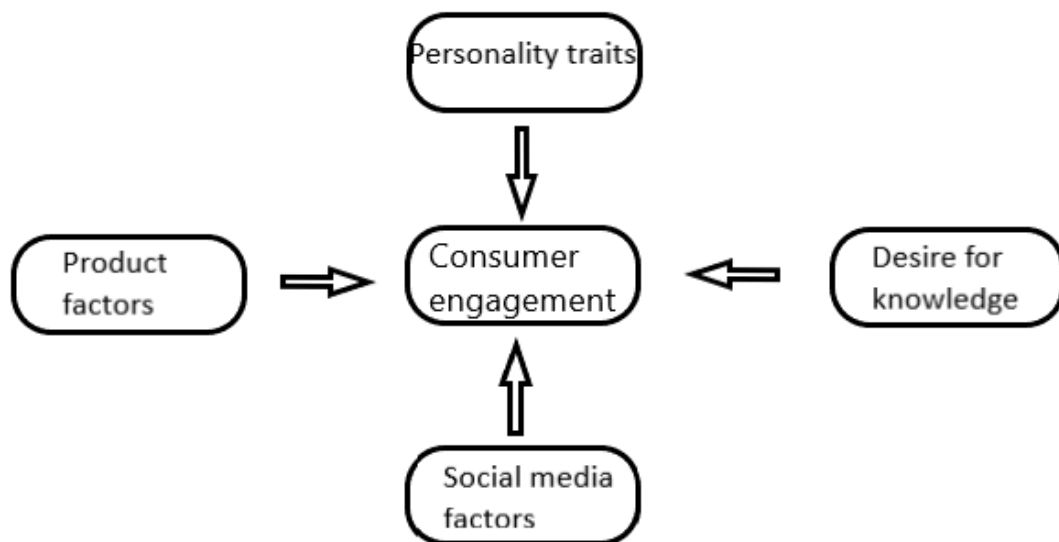 Personality traits
Product
factors
Consumer
engagement
Desire for
knowledge
Social media
factors